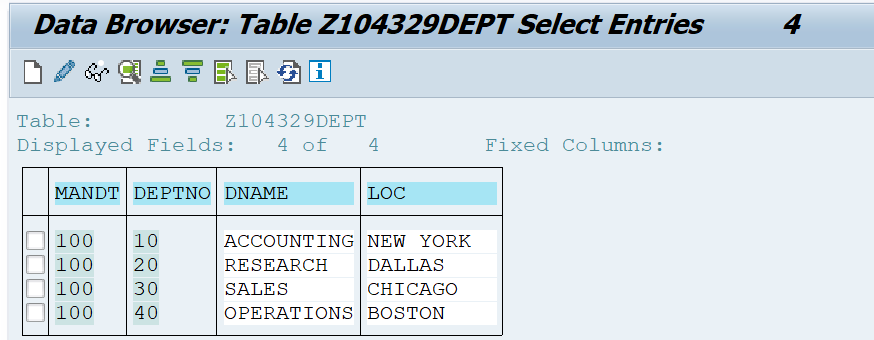 Data Browser: Table Z104329DEPT Select Entries 4
Table: Z104329DEPT
Displayed Fields: 4 of 4 Fixed Columns:
MANDT DEPTNO DNAME LOC
100 10 ACCOUNTING NEW YORK
100 20 RESEARCH DALLAS
100 30 SALES CHICAGO
100 40 OPERATIONS BOSTON